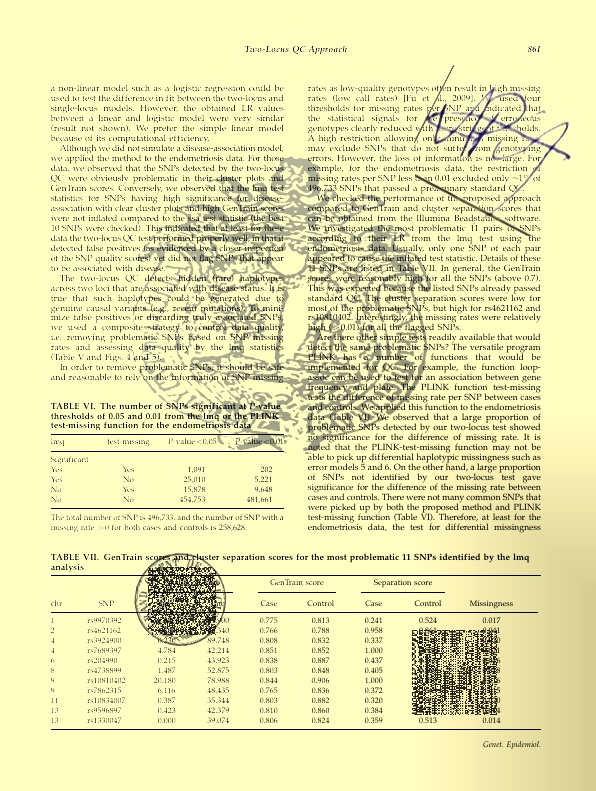 Two-Locus QC Approach
861
a non-linear model such as a logistic regression could be
used to test the difference in fit between the two-locus and
single-locus models. However, the obtained LR values
between a linear and logistic model were very similar
(result not shown). We prefer the simple linear model
because of its computational efficiency.
Although we did not simulate a disease-association model,
we applied the method to the endometriosis data. For those
data, we observed that the SNPs detected by the two-locus
QC were obviously problematic in their cluster plots and
GenTrain scores. Conversely, we observed that the lmq test
statistics for SNPs having high significance for disease-
association with clear cluster plots and high GenTrain scores
were not inflated compared to the ssa test statistic (the best
10 SNPs were checked). This indicated that at least for these
data the two-locus QC test performed properly well, in that it
detected false positives (as evidenced by a closer inspection
of the SNP quality scores) yet did not flag SNPs that appear
to be associated with disease.
The two-locus QC detects hidden (rare) haplotypes
across two loci that are associated with disease status. It is
true that such haplotypes could be generated due to
genuine causal variants (e.g., recent mutations). To mini-
mize false positives or discarding truly associated SNPs,
we used a composite strategy to control data quality,
i.e. removing problematic SNPs based on SNP missing
rates and assessing data quality by the lmq statistics
(Table V and Figs. 4 and 5).
In order to remove problematic SNPs, it should be safe
and reasonable to rely on the information of SNP missing
TABLE VI. The number of SNPs significant at P-value
thresholds of 0.05 and 0.01 from the lmq or the PLINK
test-missing function for the endometriosis data
lmq test-missing P value<0.05 P value<0.01
Significant
Yes Yes 1,091 202
Yes No 25,010 5,221
No Yes 15,878 9,648
No No 454,753 481,661
The total number of SNP is 496,733, and the number of SNP with a
missing rate >0 for both cases and controls is 258,628.
rates as low-quality genotypes often result in high missing
rates (low call rates) [Fu et al., 2009]. We used four
thresholds for missing rates per SNP and indicated that
the statistical signals for the presence of erroneous
genotypes clearly reduced with strict thresholds.
A high restriction allowing only missing rates
may exclude SNPs that do not suffer from genotyping
errors. However, the loss of information is not large. For
example, for the endometriosis data, the restriction of
missing rates per SNP less than 0.01 excluded only ~1% of
496,733 SNPs that passed a preliminary standard QC.
We checked the performance of the proposed approach
compared to GenTrain and cluster separation scores that
can be obtained from the Illumina Beadstation software.
We investigated the most problematic 11 pairs of SNPs
according to their LR from the lmq test using the
endometriosis data. Usually, only one SNP of each pair
appeared to cause the inflated test statistic. Details of these
11 SNPs are listed in Table VII. In general, the GenTrain
scores were reasonably high for all the SNPs (above 0.7).
This was expected because the listed SNPs already passed
standard QC. The cluster separation scores were low for
most of the problematic SNPs, but high for rs4621162 and
rs10810402. Interestingly, the missing rates were relatively
high (>0.01) for all the flagged SNPs.
Are there other simple tests readily available that would
detect the same problematic SNPs? The versatile program
PLINK has a number of functions that would be
implemented for QC. For example, the function loop-
assoc can be used to test for an association between gene
frequency and plate. The PLINK function test-missing
tests the difference of missing rate per SNP between cases
and controls. We applied this function to the endometriosis
data (Table VI). We observed that a large proportion of
problematic SNPs detected by our two-locus test showed
no significance for the difference of missing rate. It is
noted that the PLINK-test-missing function may not be
able to pick up differential haplotypic missingness such as
error models 5 and 6. On the other hand, a large proportion
of SNPs not identified by our two-locus test gave
significance for the difference of the missing rate between
cases and controls. There were not many common SNPs that
were picked up by both the proposed method and PLINK
test-missing function (Table VI). Therefore, at least for the
endometriosis data, the test for differential missingness
TABLE VII. GenTrain scores and cluster separation scores for the most problematic 11 SNPs identified by the lmq
analysis
GenTrain score Separation score
chr SNP Case Control Case Control Missingness
1 rs9970392 0.775 0.813 0.241 0.524 0.017
2 rs4621162 0.766 0.788 0.958
4 rs3924900 89.748 0.808 0.832 0.337
4 rs7689397 4.784 42.214 0.851 0.852 1.000
6 rs204990 0.215 43.923 0.838 0.887 0.437
8 rs4738899 1.487 52.875 0.803 0.848 0.405
9 rs10810402 20.180 78.988 0.844 0.906 1.000
9 rs7862315 6.116 48.435 0.765 0.836 0.372
11 rs10834007 0.387 35.344 0.803 0.882 0.320
13 rs9596897 0.423 42.379 0.810 0.860 0.384
13 rs1330047 0.000 39.074 0.806 0.824 0.359 0.513 0.014
Genet. Epidemiol.